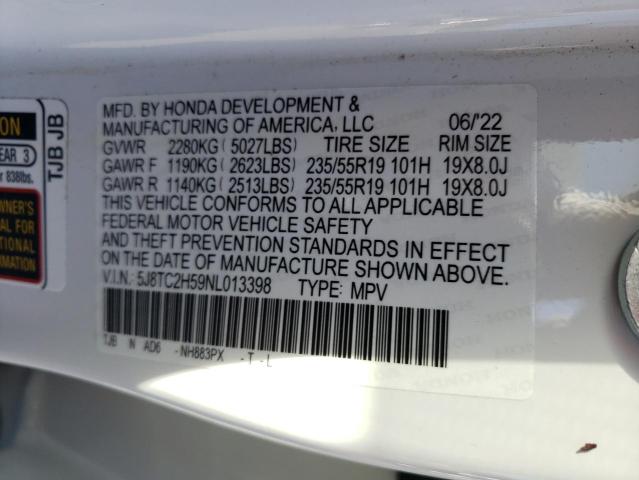 MFD. BY HONDA DEVELOPMENT &
MANUFACTURING OF AMERICA, LLC 06/'22
GVWR 2280KG ( 5027LBS) TIRE SIZE RIM SIZE
GAWR F 1190KG ( 2623LBS) 235/55R19 101H 19X8.0J
GAWR R 1140KG ( 2513LBS) 235/55R19 101H 19X8.0J
THIS VEHICLE CONFORMS TO ALL APPLICABLE
FEDERAL MOTOR VEHICLE SAFETY
AND THEFT PREVENTION STANDARDS IN EFFECT
ON THE DATE OF MANUFACTURE SHOWN ABOVE.
V.I.N.: 5J8TC2H59NL013398 TYPE: MPV
TJB N AD6 -NH883PX -T-L
TJB JB
EAR 3
838lbs.